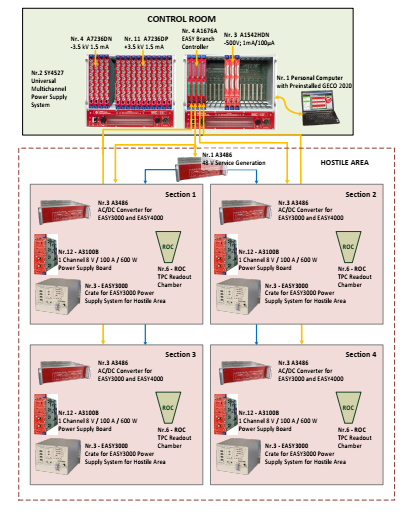 CONTROL ROOM
Nr. 4 A7236DN
-3.5 kV 1.5 mA
Nr. 11 A7236DP
+3.5 kV 1.5 mA
Nr. 4 A1676A
EASY Branch
Controller
Nr. 3 A1542HDN
-500V; 1mA/100µA
Nr.2 SY4527
Universal
Multichannel
Power Supply
System
Nr. 1 Personal Computer
with Preinstalled GECO 2020
HOSTILE AREA
Nr.1 A3486
48 V Service Generation
Section 1
Nr.3 A3486
AC/DC Converter for
EASY3000 and EASY4000
Nr.12 - A3100B
1 Channel 8 V / 100 A / 600 W
Power Supply Board
ROC
Nr.6 - ROC
TPC Readout
Chamber
Nr.3 - EASY3000
Crate for EASY3000 Power
Supply System for Hostile Area
Section 2
Nr.3 A3486
AC/DC Converter for
EASY3000 and EASY4000
Nr.12 - A3100B
1 Channel 8 V / 100 A / 600 W
Power Supply Board
ROC
Nr.6 - ROC
TPC Readout
Chamber
Nr.3 - EASY3000
Crate for EASY3000 Power
Supply System for Hostile Area
Section 3
Nr.3 A3486
AC/DC Converter for
EASY3000 and EASY4000
Nr.12 - A3100B
1 Channel 8 V / 100 A / 600 W
Power Supply Board
ROC
Nr.6 - ROC
TPC Readout
Chamber
Nr.3 - EASY3000
Crate for EASY3000 Power
Supply System for Hostile Area
Section 4
Nr.3 A3486
AC/DC Converter for
EASY3000 and EASY4000
Nr.12 - A3100B
1 Channel 8 V / 100 A / 600 W
Power Supply Board
ROC
Nr.6 - ROC
TPC Readout
Chamber
Nr.3 - EASY3000
Crate for EASY3000 Power
Supply System for Hostile Area